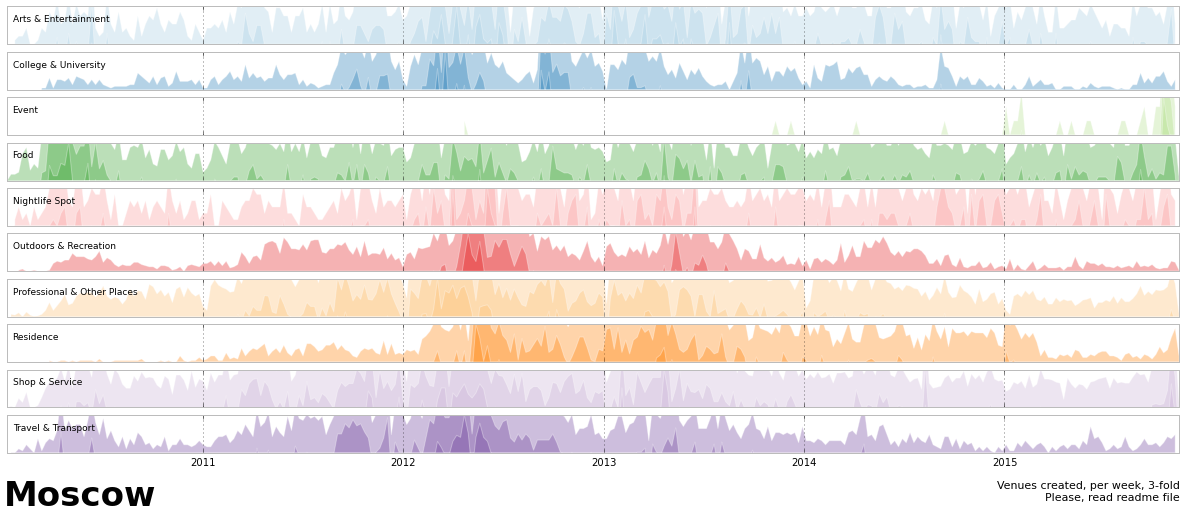 Arts & Entertainment
College & University
Event
Food
Nightlife Spot
Outdoors & Recreation
Professional & Other Places
Residence
Shop & Service
Travel & Transport
2011 2012 2013 2014 2015
Moscow
Venues created, per week, 3-fold
Please, read readme file